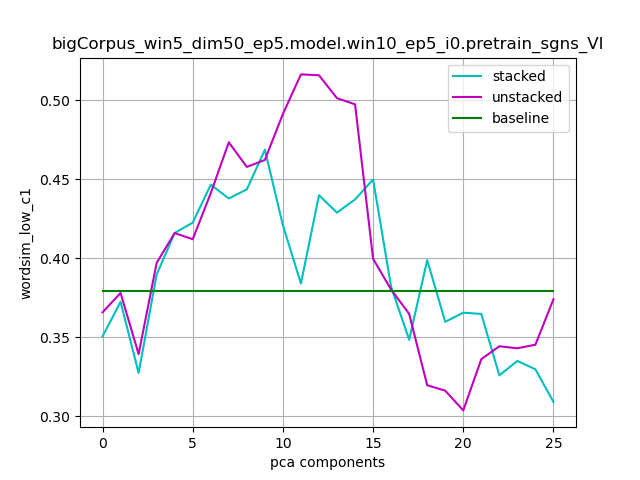 bigCorpus_win5_dim50_ep5.model.win10_ep5_i0.pretrain_sgns_VI
stacked
unstacked
baseline
0.50
0.45
0.40
0.35
0.30
wordsim_low_c1
0 5 10 15 20 25
pca components